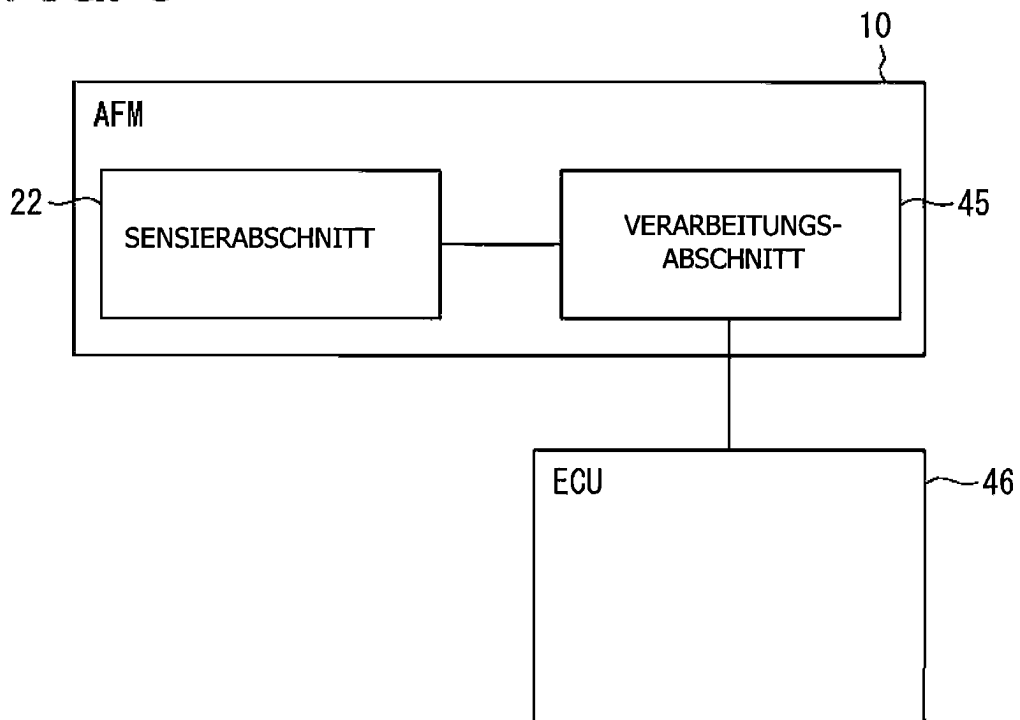 10
AFM
22
SENSIERABSCHNITT
VERARBEITUNGS-
ABSCHNITT
45
ECU
46